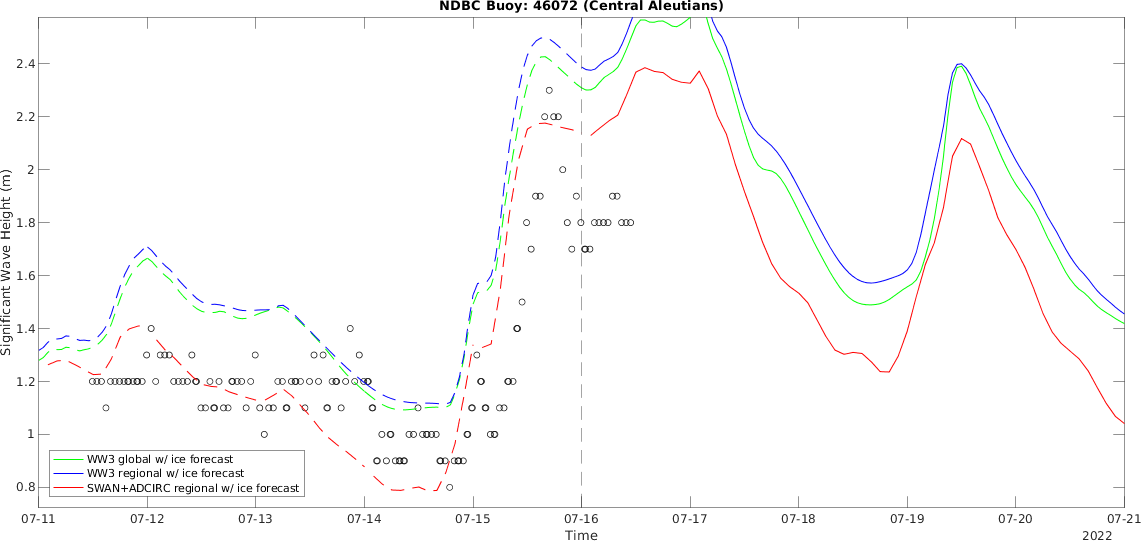 NDBC Buoy: 46072 (Central Aleutians)
Significant Wave Height (m)
2.4
2.2
2
1.8
1.6
1.4
1.2
1
0.8
WW3 global w/ ice forecast
WW3 regional w/ ice forecast
SWAN+ADCIRC regional w/ ice forecast
07-11 07-12 07-13 07-14 07-15 07-16 07-17 07-18 07-19 07-20 07-21
Time
2022